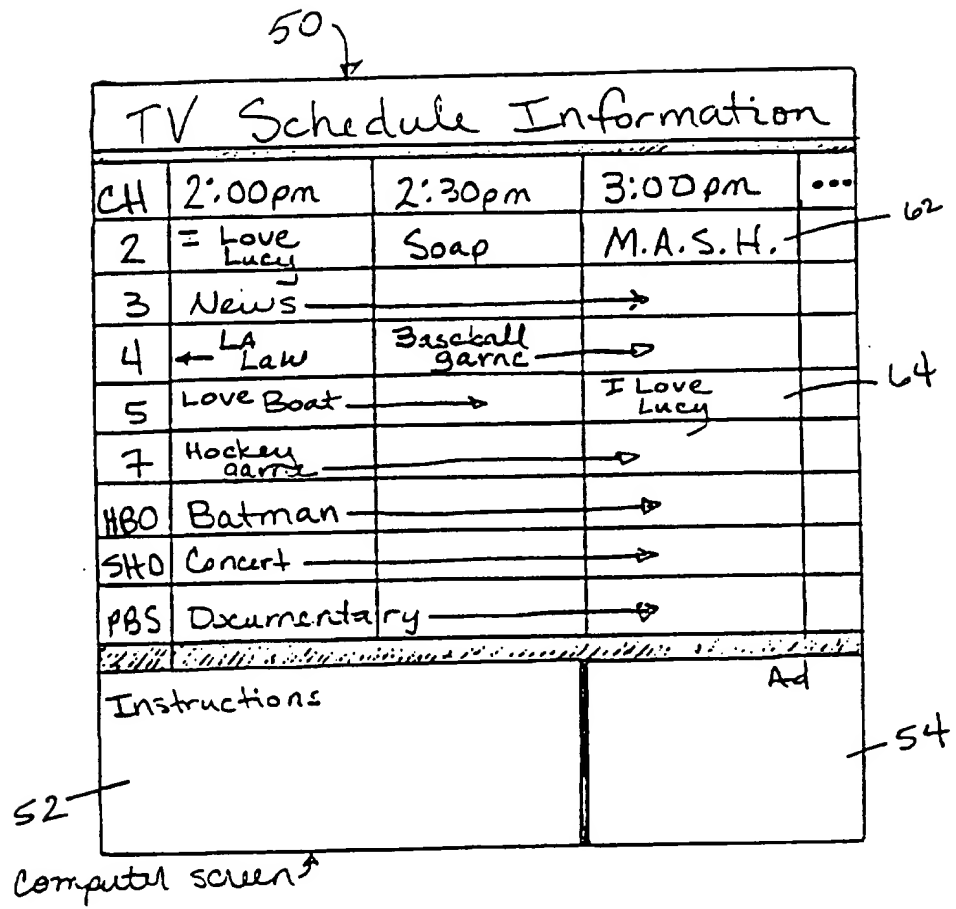 50
TV Schedule Information
CH 2:00pm 2:30pm 3:00pm ...
2 I Love Lucy Soap M.A.S.H. 62
3 News
4 LA Law Baseball game
5 Love Boat I Love Lucy 64
7 Hockey game
HBO Batman
SHO Concert
PBS Documentary
Instructions Ad
54
52
Computer screen